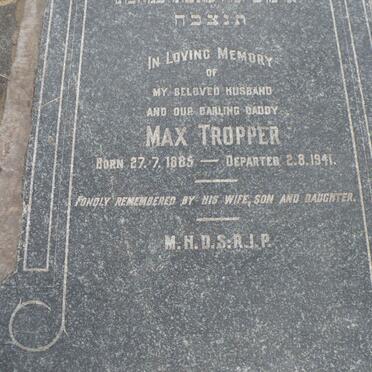 תנצבה
IN LOVING MEMORY
OF
MY BELOVED HUSBAND
AND OUR DARLING DADDY
MAX TROPPER
BORN 27.7.1885 — DEPARTED 2.8.1941.
FONDLY REMEMBERED BY HIS WIFE, SON AND DAUGHTER.
M.H.D.S.R.I.P.